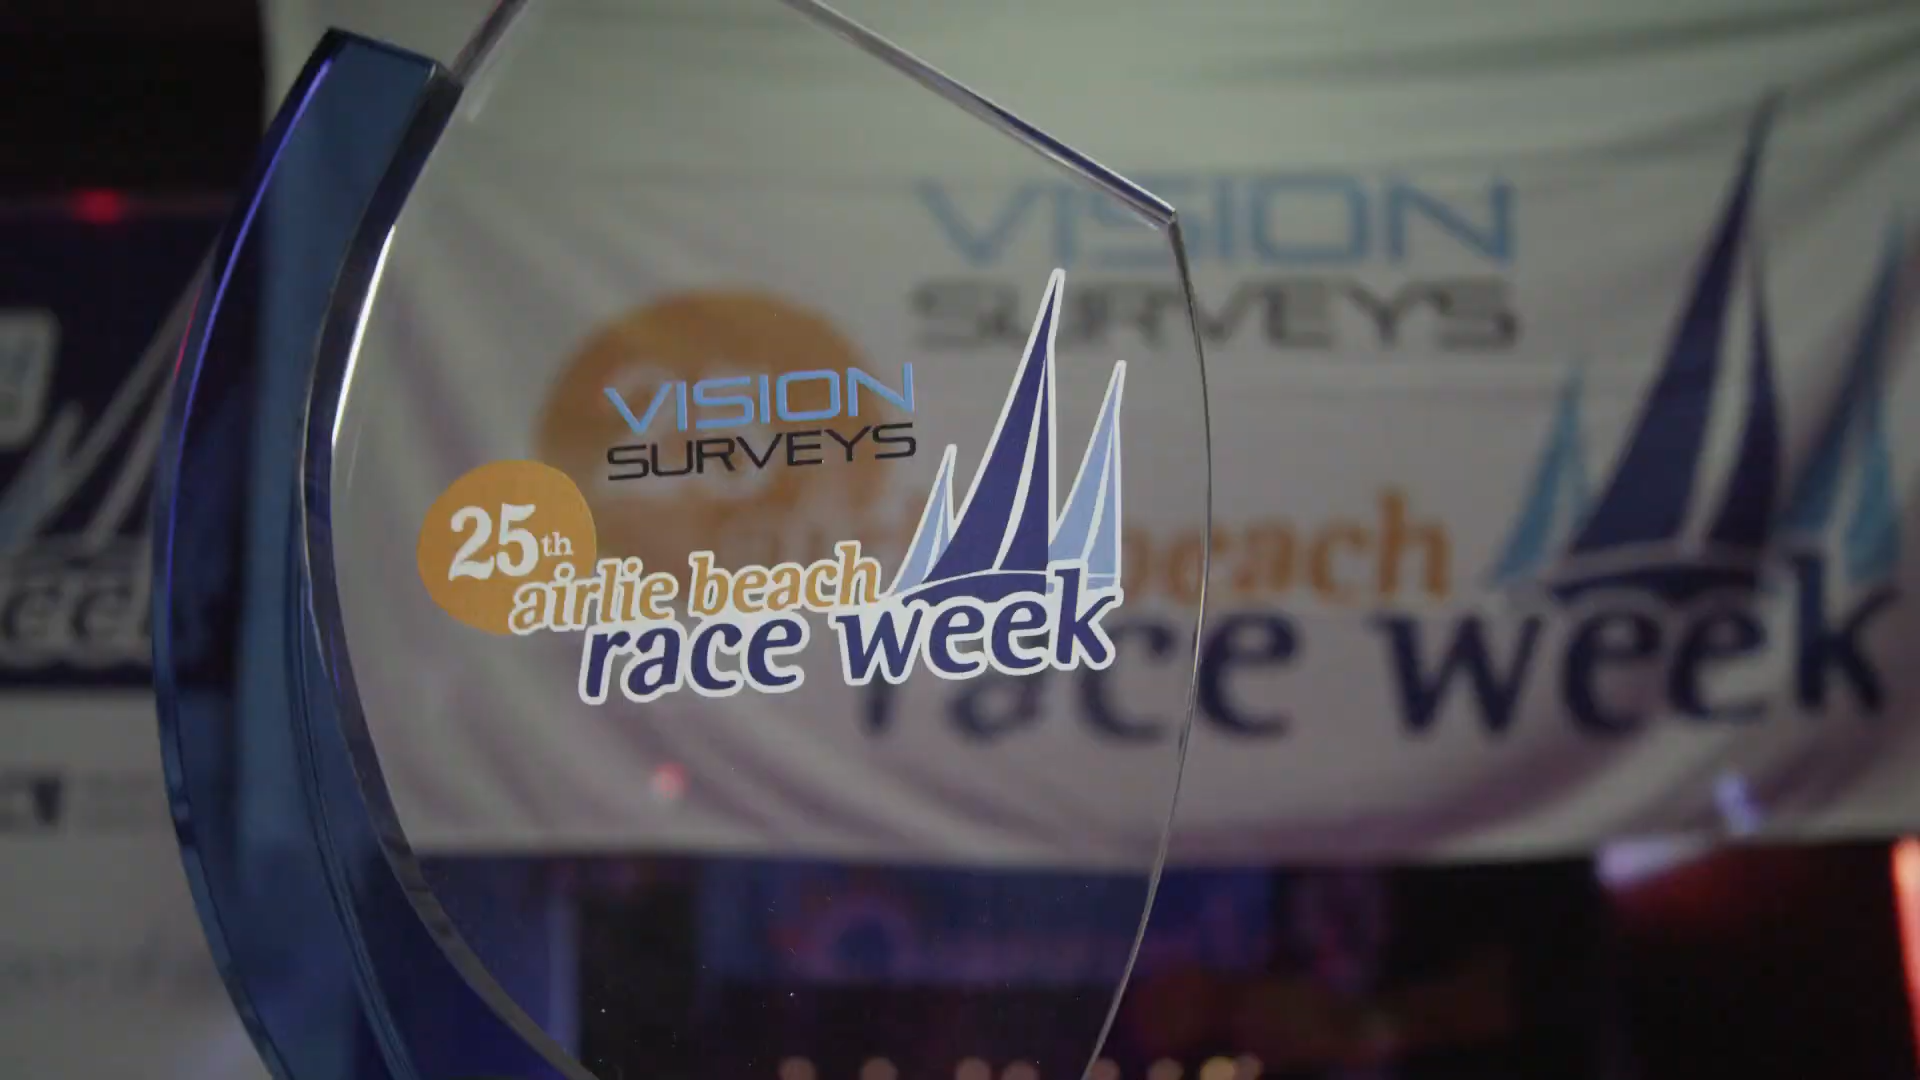 VISION
SURVEYS
25th
airlie beach
race week
VISION
SURVEYS
beach
race week